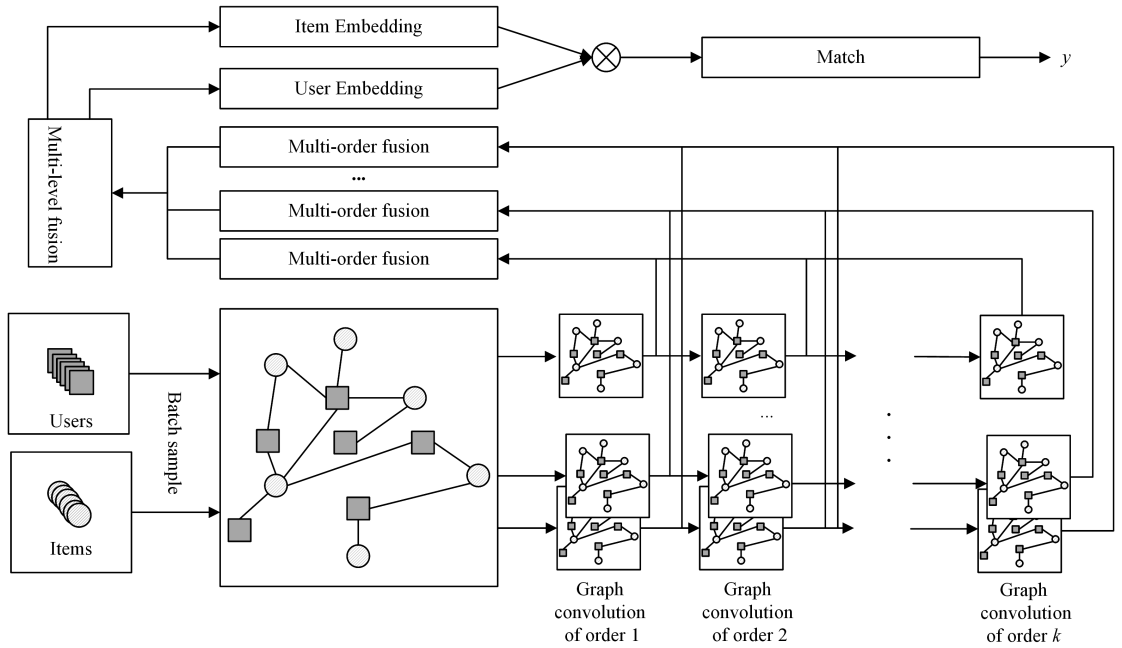 Item Embedding
User Embedding
Match
y
Multi-level fusion
Multi-order fusion
...
Multi-order fusion
Multi-order fusion
Users
Batch sample
Items
...
. . .
Graph
convolution
of order 1
Graph
convolution
of order 2
Graph
convolution
of order k